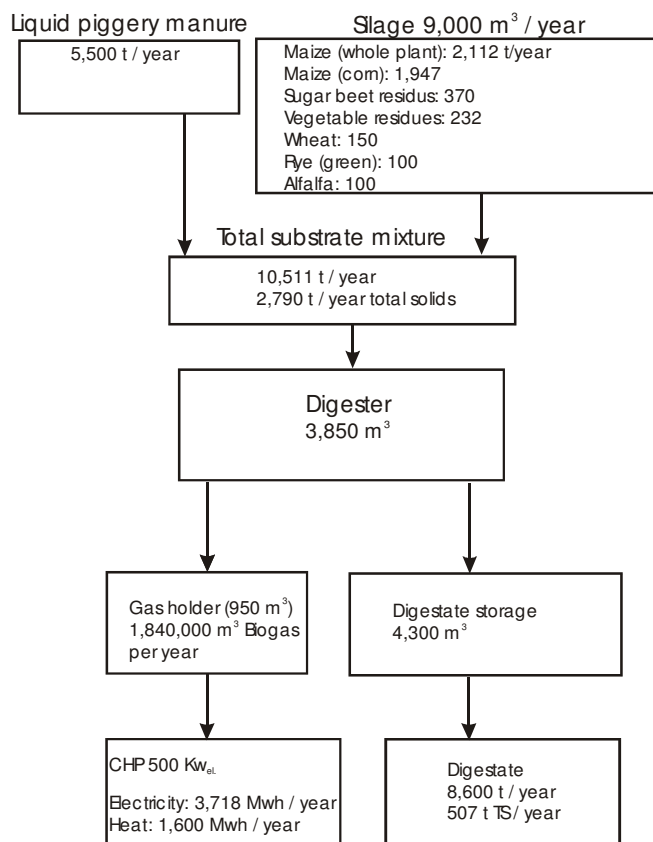 Liquid piggery manure
5,500 t / year
Silage 9,000 m³ / year
Maize (whole plant): 2,112 t/year
Maize (corn): 1,947
Sugar beet residus: 370
Vegetable residues: 232
Wheat: 150
Rye (green): 100
Alfalfa: 100
Total substrate mixture
10,511 t / year
2,790 t / year total solids
Digester
3,850 m³
Gas holder (950 m³)
1,840,000 m³ Biogas
per year
Digestate storage
4,300 m³
CHP 500 Kwel.
Electricity: 3,718 Mwh / year
Heat: 1,600 Mwh / year
Digestate
8,600 t / year
507 t TS / year